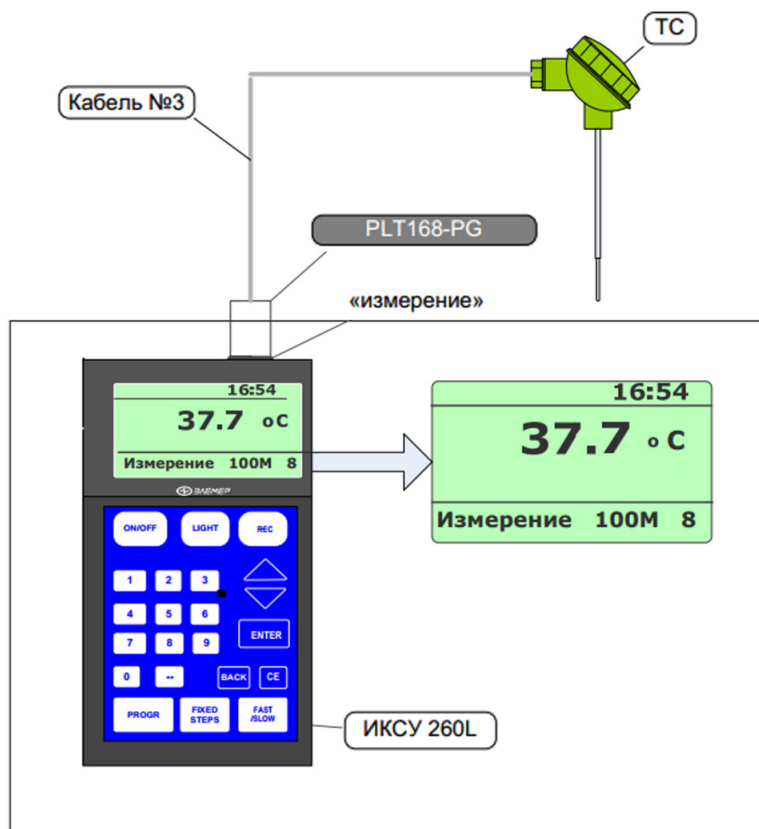 ТС
Кабель №3
PLT168-PG
«измерение»
16:54
37.7 o C
Измерение 100М 8
ЭЛЕМЕР
ON/OFF LIGHT REC
1 2 3
4 5 6
ENTER
7 8 9
0 -- BACK CE
PROGR FIXED STEPS FAST /SLOW
16:54
37.7 o C
Измерение 100М 8
ИКСУ 260L